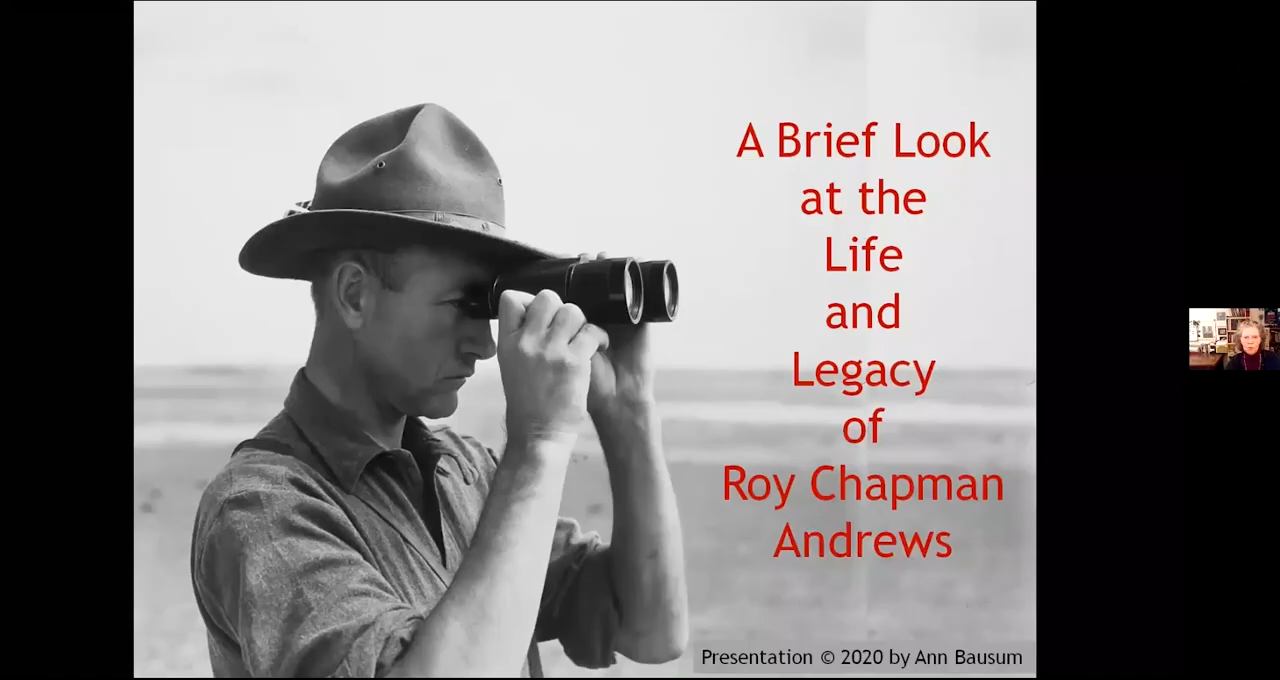 A Brief Look
at the
Life
and
Legacy
of
Roy Chapman
Andrews
Presentation © 2020 by Ann Bausum